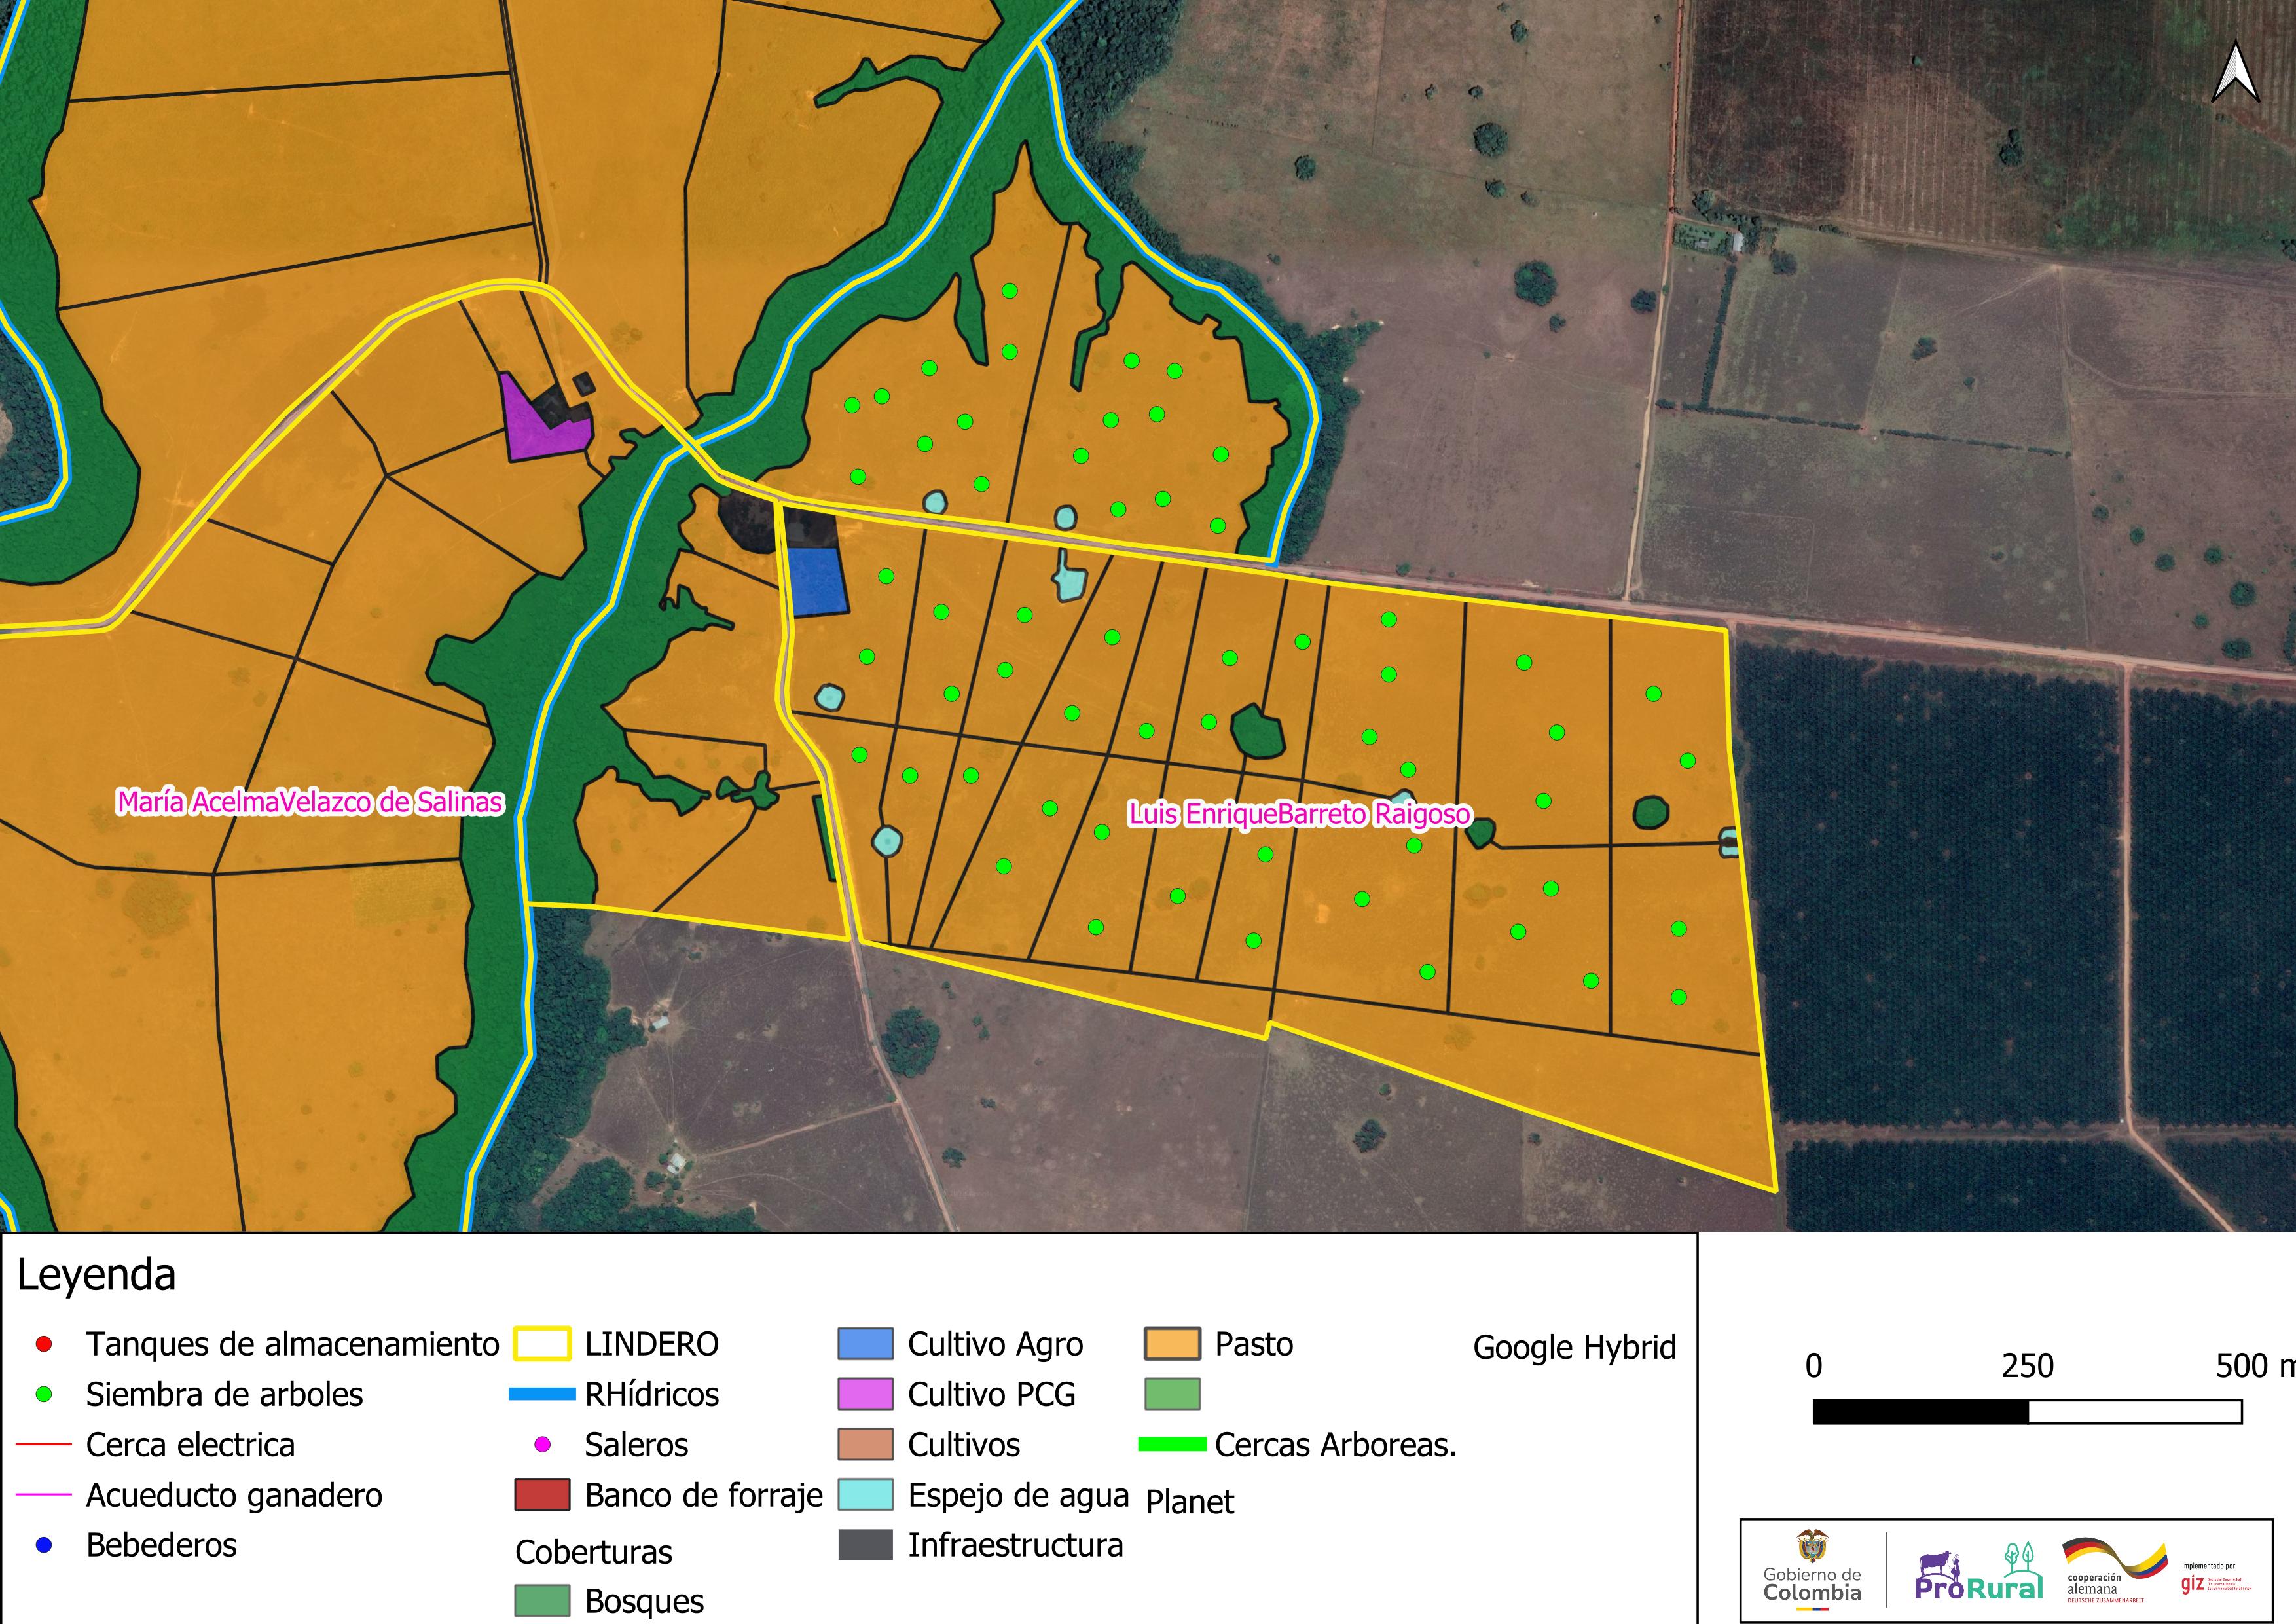 María AcelmaVelazco de Salinas
Luis EnriqueBarreto Raigoso
Leyenda
Tanques de almacenamiento
Siembra de arboles
Cerca electrica
Acueducto ganadero
Bebederos
LINDERO
RHídricos
Saleros
Banco de forraje
Coberturas
Bosques
Cultivo Agro
Cultivo PCG
Cultivos
Espejo de agua
Infraestructura
Pasto
Cercas Arboreas.
Planet
Google Hybrid
0 250 500 m
Gobierno de
Colombia
ProRural
cooperación
alemana
DEUTSCHE ZUSAMMENARBEIT
Implementado por
giz